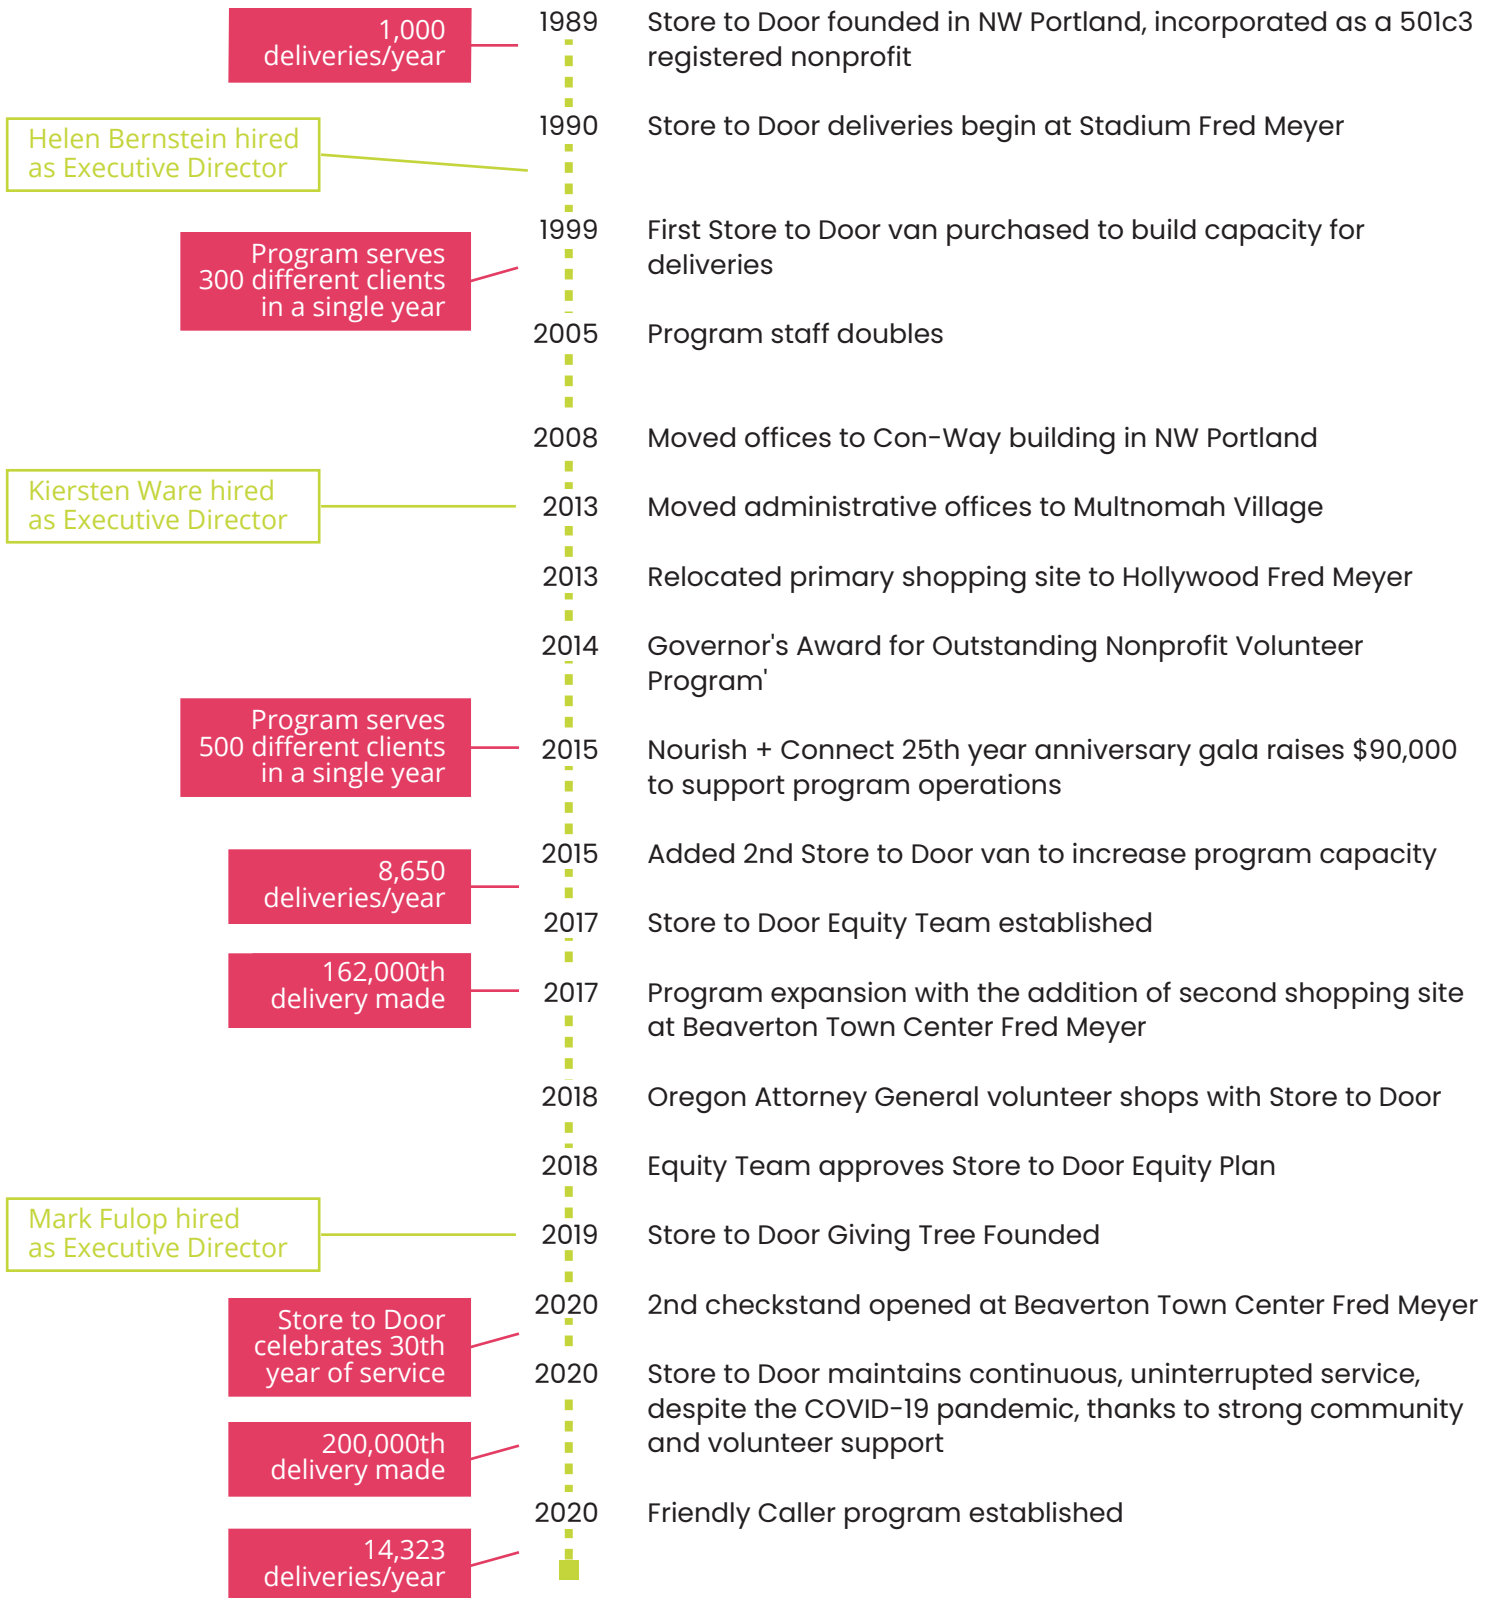 1,000
deliveries/year
1989
Store to Door founded in NW Portland, incorporated as a 501c3
registered nonprofit
1990
Store to Door deliveries begin at Stadium Fred Meyer
Helen Bernstein hired
as Executive Director
1999
First Store to Door van purchased to build capacity for
deliveries
Program serves
300 different clients
in a single year
2005
Program staff doubles
2008
Moved offices to Con-Way building in NW Portland
Kiersten Ware hired
as Executive Director
2013
Moved administrative offices to Multnomah Village
2013
Relocated primary shopping site to Hollywood Fred Meyer
2014
Governor's Award for Outstanding Nonprofit Volunteer
Program'
Program serves
500 different clients
in a single year
2015
Nourish + Connect 25th year anniversary gala raises $90,000
to support program operations
2015
Added 2nd Store to Door van to increase program capacity
8,650
deliveries/year
2017
Store to Door Equity Team established
162,000th
delivery made
2017
Program expansion with the addition of second shopping site
at Beaverton Town Center Fred Meyer
2018
Oregon Attorney General volunteer shops with Store to Door
2018
Equity Team approves Store to Door Equity Plan
Mark Fulop hired
as Executive Director
2019
Store to Door Giving Tree Founded
2020
2nd checkstand opened at Beaverton Town Center Fred Meyer
Store to Door
celebrates 30th
year of service
2020
Store to Door maintains continuous, uninterrupted service,
despite the COVID-19 pandemic, thanks to strong community
and volunteer support
200,000th
delivery made
2020
Friendly Caller program established
14,323
deliveries/year